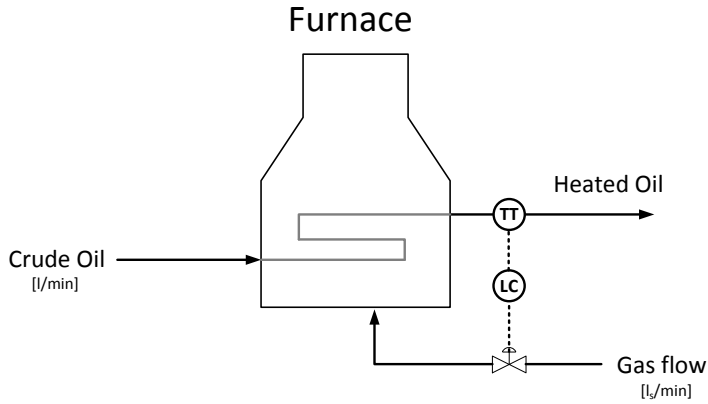 Furnace
Heated Oil
TT
Crude Oil
[l/min]
LC
Gas flow
[lₛ/min]